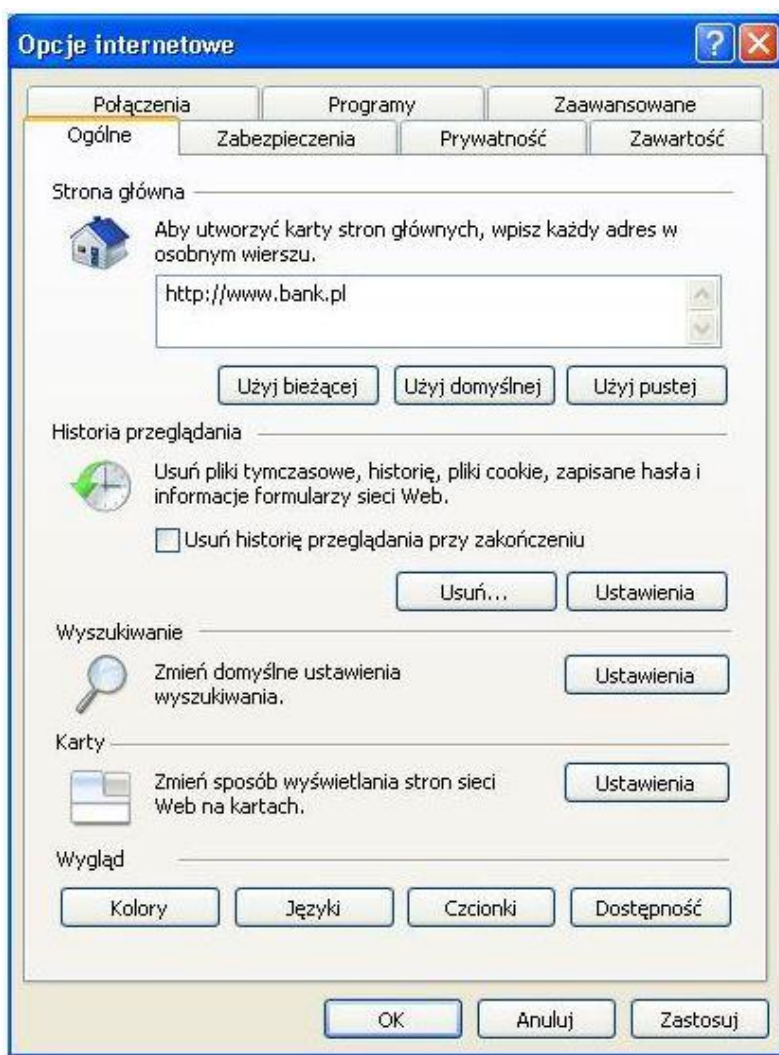 Opcje internetowe
Połączenia Programy Zaawansowane
Ogólne Zabezpieczenia Prywatność Zawartość
Strona główna
Aby utworzyć karty stron głównych, wpisz każdy adres w
osobnym wierszu.
http://www.bank.pl
Użyj bieżącej Użyj domyślnej Użyj pustej
Historia przeglądania
Usuń pliki tymczasowe, historię, pliki cookie, zapisane hasła i
informacje formularzy sieci Web.
Usuń historię przeglądania przy zakończeniu
Usuń... Ustawienia
Wyszukiwanie
Zmień domyślne ustawienia
wyszukiwania.
Ustawienia
Karty
Zmień sposób wyświetlania stron sieci
Web na kartach.
Ustawienia
Wygląd
Kolory Języki Czcionki Dostępność
OK Anuluj Zastosuj